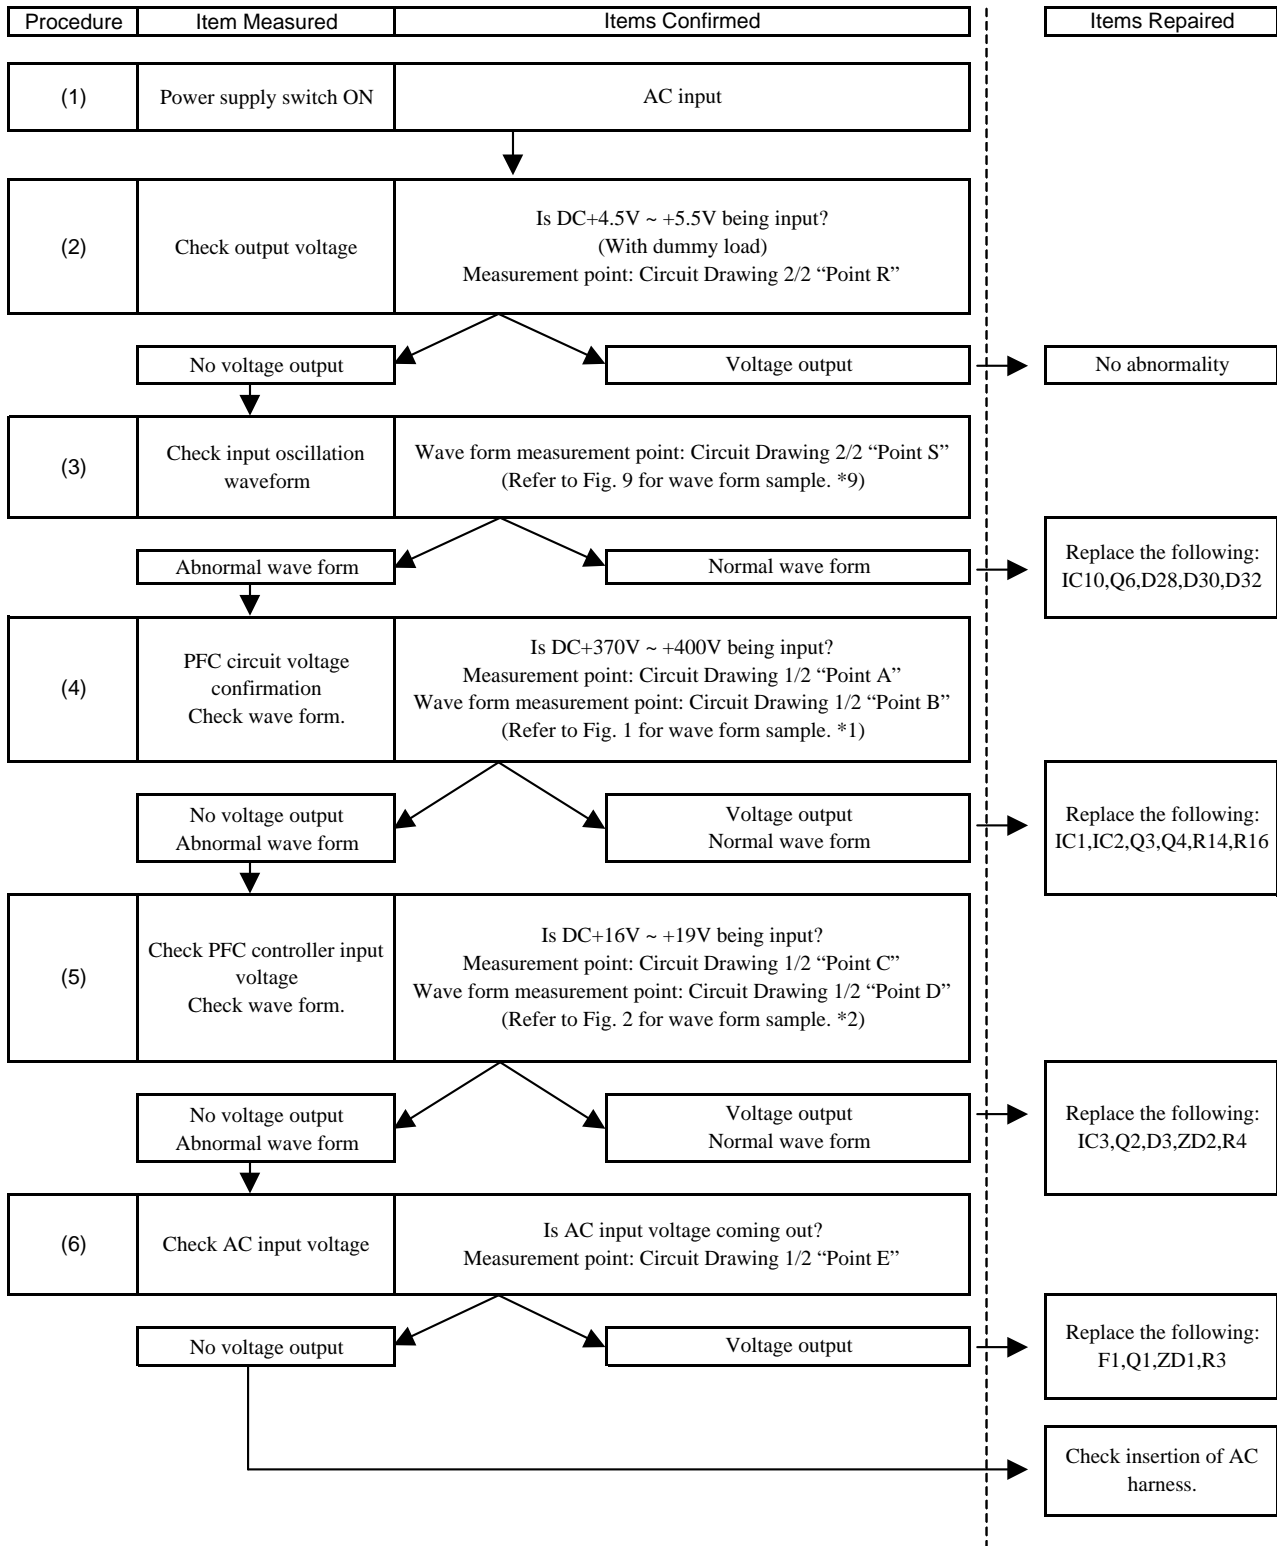 Procedure
Item Measured
Items Confirmed
Items Repaired
(1)
Power supply switch ON
AC input
(2)
Check output voltage
Is DC+4.5V ~ +5.5V being input?
(With dummy load)
Measurement point: Circuit Drawing 2/2 “Point R”
No voltage output
Voltage output
No abnormality
(3)
Check input oscillation
waveform
Wave form measurement point: Circuit Drawing 2/2 “Point S”
(Refer to Fig. 9 for wave form sample. *9)
Abnormal wave form
Normal wave form
Replace the following:
IC10,Q6,D28,D30,D32
(4)
PFC circuit voltage
confirmation
Check wave form.
Is DC+370V ~ +400V being input?
Measurement point: Circuit Drawing 1/2 “Point A”
Wave form measurement point: Circuit Drawing 1/2 “Point B”
(Refer to Fig. 1 for wave form sample. *1)
No voltage output
Abnormal wave form
Voltage output
Normal wave form
Replace the following:
IC1,IC2,Q3,Q4,R14,R16
(5)
Check PFC controller input
voltage
Check wave form.
Is DC+16V ~ +19V being input?
Measurement point: Circuit Drawing 1/2 “Point C”
Wave form measurement point: Circuit Drawing 1/2 “Point D”
(Refer to Fig. 2 for wave form sample. *2)
No voltage output
Abnormal wave form
Voltage output
Normal wave form
Replace the following:
IC3,Q2,D3,ZD2,R4
(6)
Check AC input voltage
Is AC input voltage coming out?
Measurement point: Circuit Drawing 1/2 “Point E”
No voltage output
Voltage output
Replace the following:
F1,Q1,ZD1,R3
Check insertion of AC
harness.